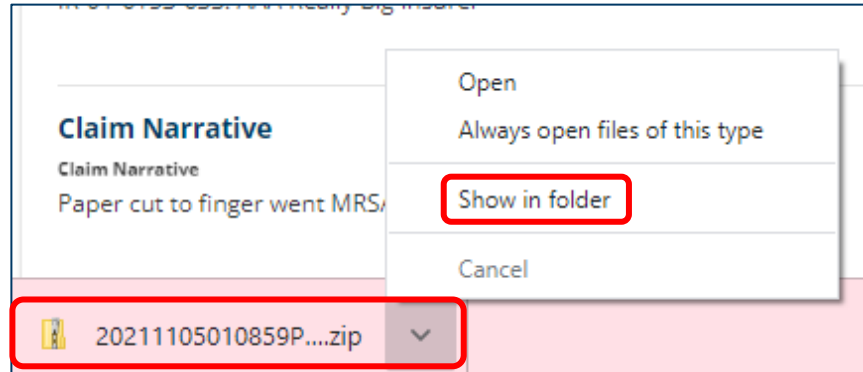 Claim Narrative
Claim Narrative
Paper cut to finger went MRSA
Open
Always open files of this type
Show in folder
Cancel
20211105010859P....zip